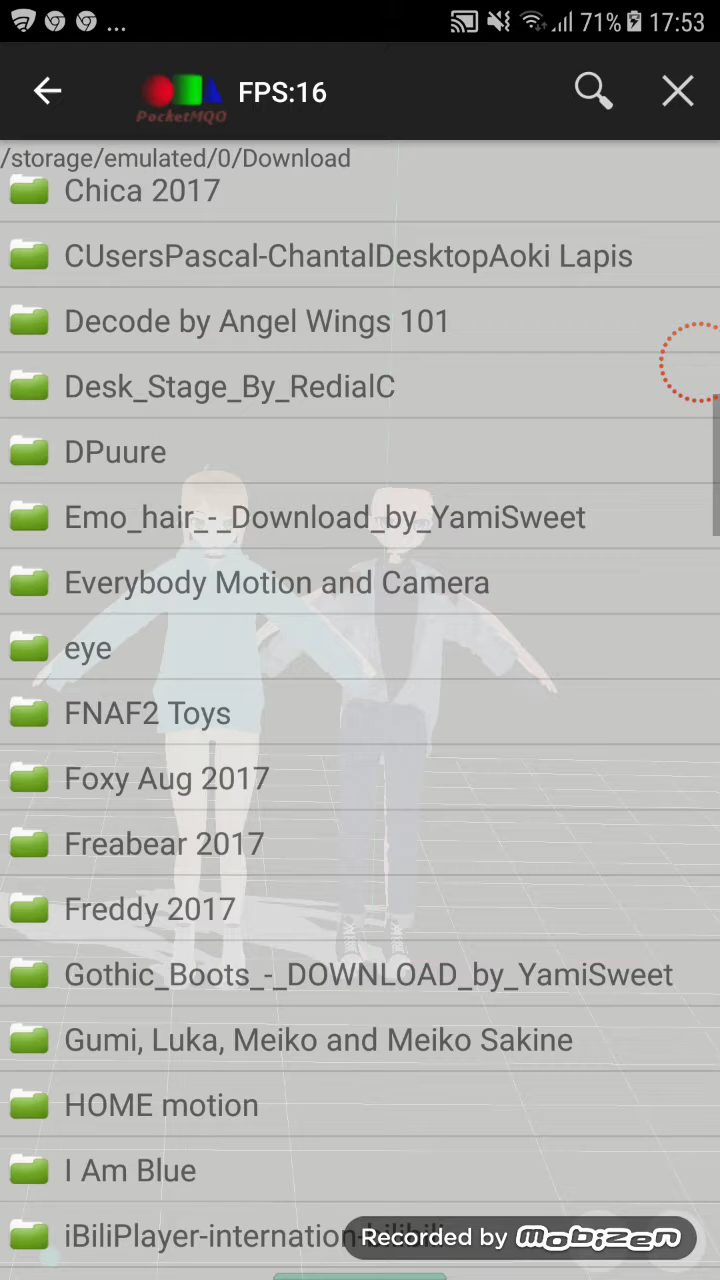 ... 71% 17:53
PocketMQO FPS:16
/storage/emulated/0/Download
Chica 2017
CUsersPascal-ChantalDesktopAoki Lapis
Decode by Angel Wings 101
Desk_Stage_By_RedialC
DPuure
Emo_hair_-_Download_by_YamiSweet
Everybody Motion and Camera
eye
FNAF2 Toys
Foxy Aug 2017
Freabear 2017
Freddy 2017
Gothic_Boots_-_DOWNLOAD_by_YamiSweet
Gumi, Luka, Meiko and Meiko Sakine
HOME motion
I Am Blue
iBiliPlayer-internation-bilibili
Recorded by mobizen